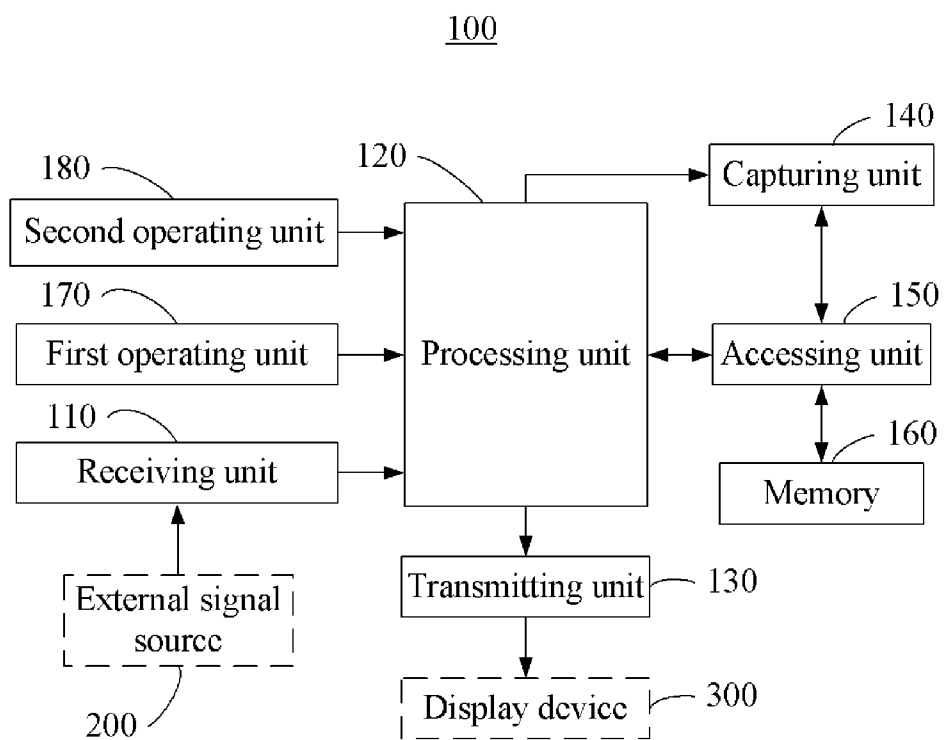 100
140
180
120
Capturing unit
Second operating unit
170
150
First operating unit
Processing unit
Accessing unit
110
160
Receiving unit
Memory
Transmitting unit
130
External signal
source
200
Display device
300